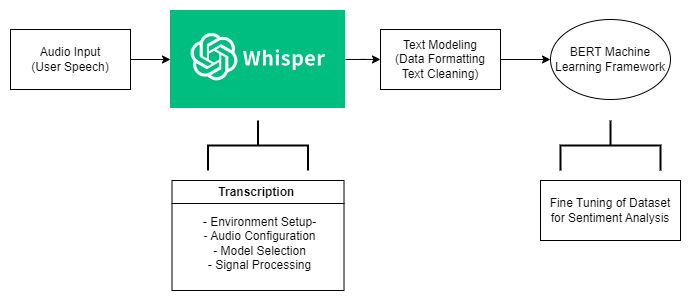 Audio Input
(User Speech)
Whisper
Text Modeling
(Data Formatting
Text Cleaning)
BERT Machine
Learning Framework
Transcription
- Environment Setup-
- Audio Configuration
- Model Selection
- Signal Processing
Fine Tuning of Dataset
for Sentiment Analysis